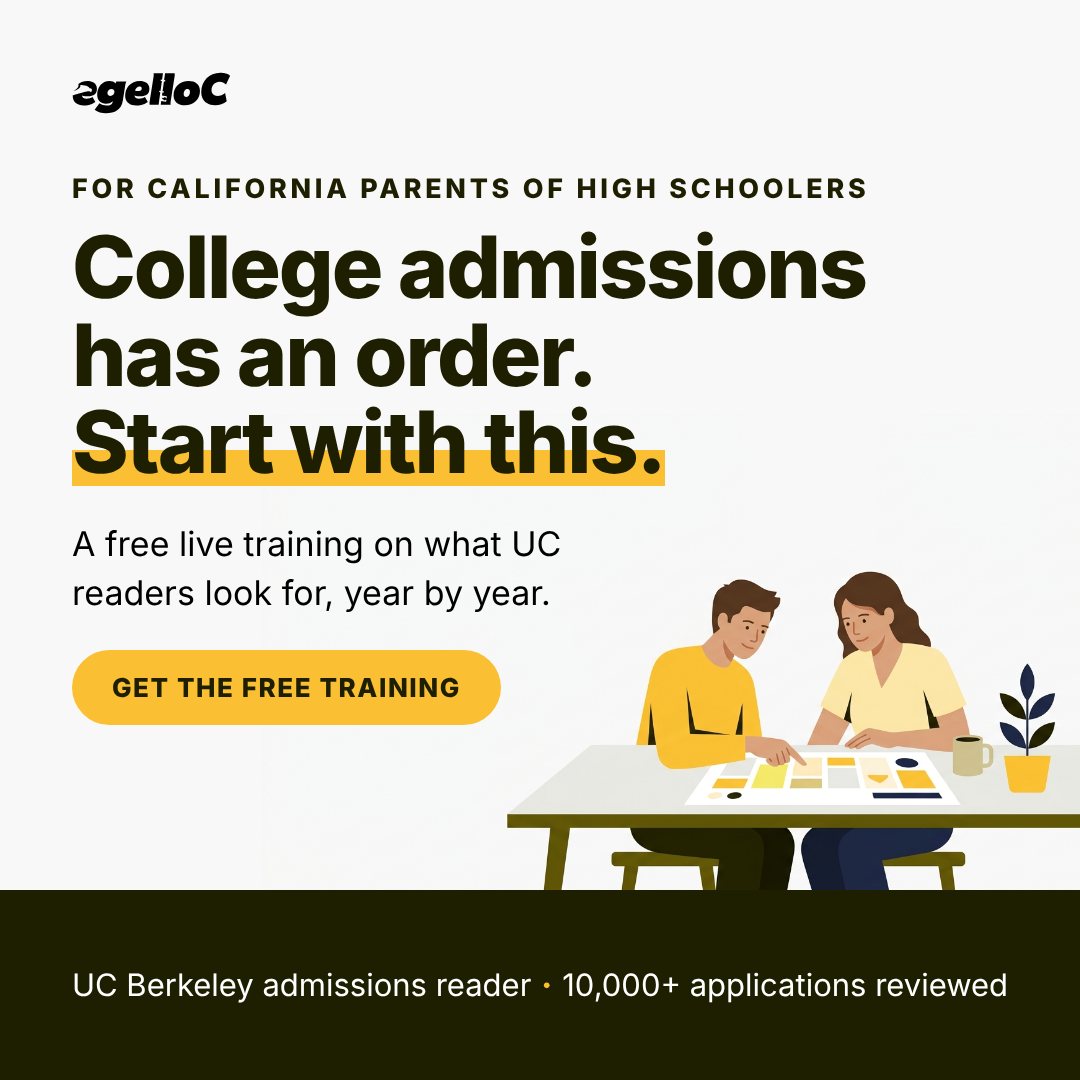 egelloC
FOR CALIFORNIA PARENTS OF HIGH SCHOOLERS
College admissions
has an order.
Start with this.
A free live training on what UC
readers look for, year by year.
GET THE FREE TRAINING
UC Berkeley admissions reader · 10,000+ applications reviewed